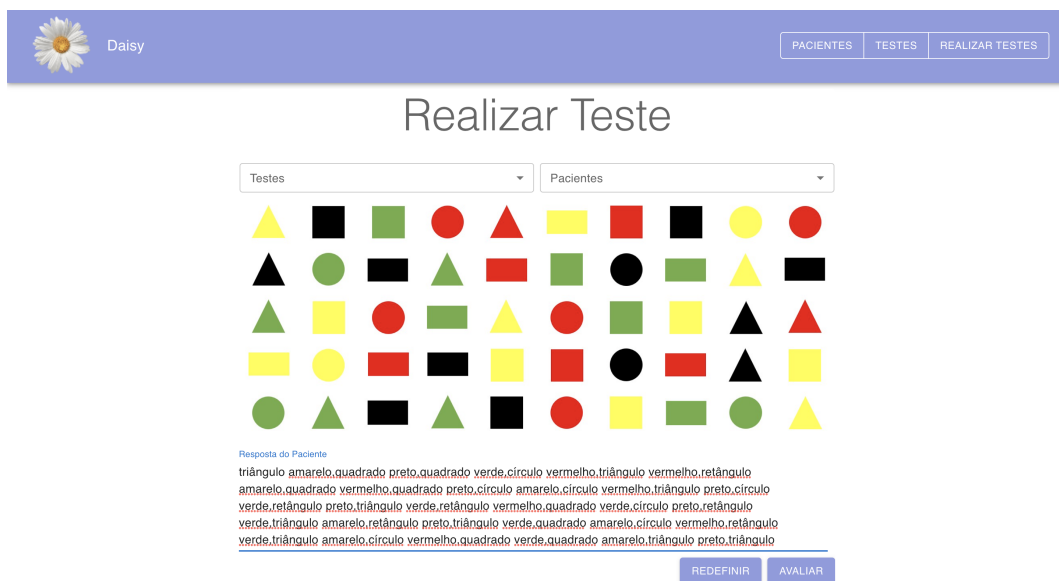 Daisy
PACIENTES TESTES REALIZAR TESTES
Realizar Teste
Testes Pacientes
Resposta do Paciente
triângulo amarelo,quadrado preto,quadrado verde,círculo vermelho,triângulo vermelho,retângulo
amarelo,quadrado vermelho,quadrado preto,círculo amarelo,círculo vermelho,triângulo preto,círculo
verde,retângulo preto,triângulo verde,retângulo vermelho,quadrado verde,círculo preto,retângulo
verde,triângulo amarelo,retângulo preto,triângulo verde,quadrado amarelo,círculo vermelho,retângulo
verde,triângulo amarelo,círculo vermelho,quadrado verde,quadrado amarelo,triângulo preto,triângulo
REDEFINIR AVALIAR